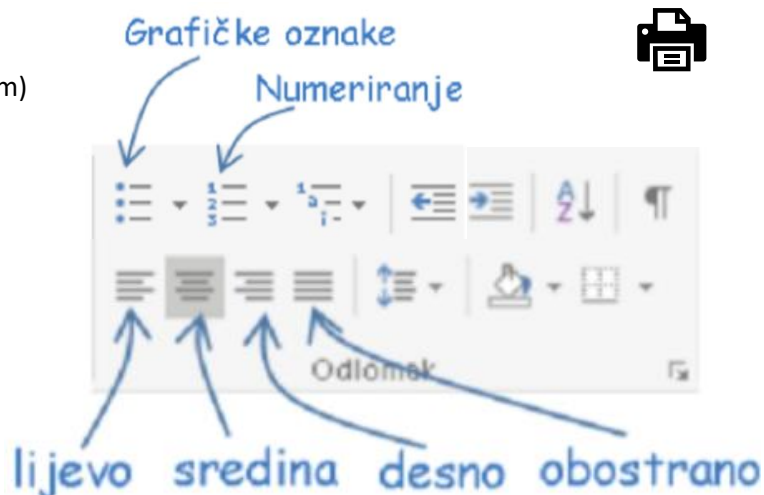 Grafičke oznake
m)
Numeriranje
Odlomak
lijevo sredina desno obostrano